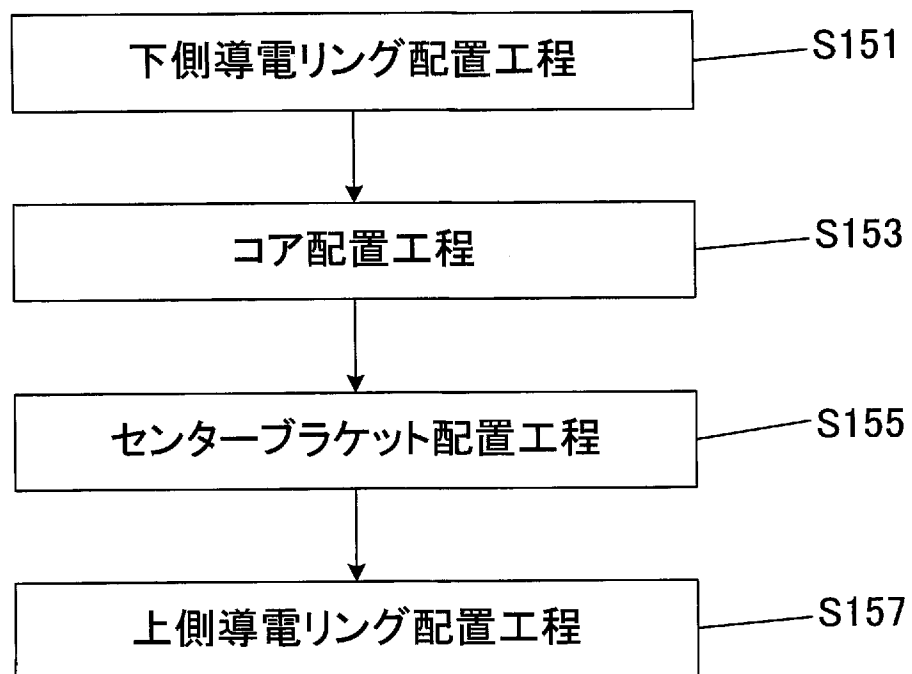 下側導電リング配置工程
S151
コア配置工程
S153
センターブラケット配置工程
S155
上側導電リング配置工程
S157